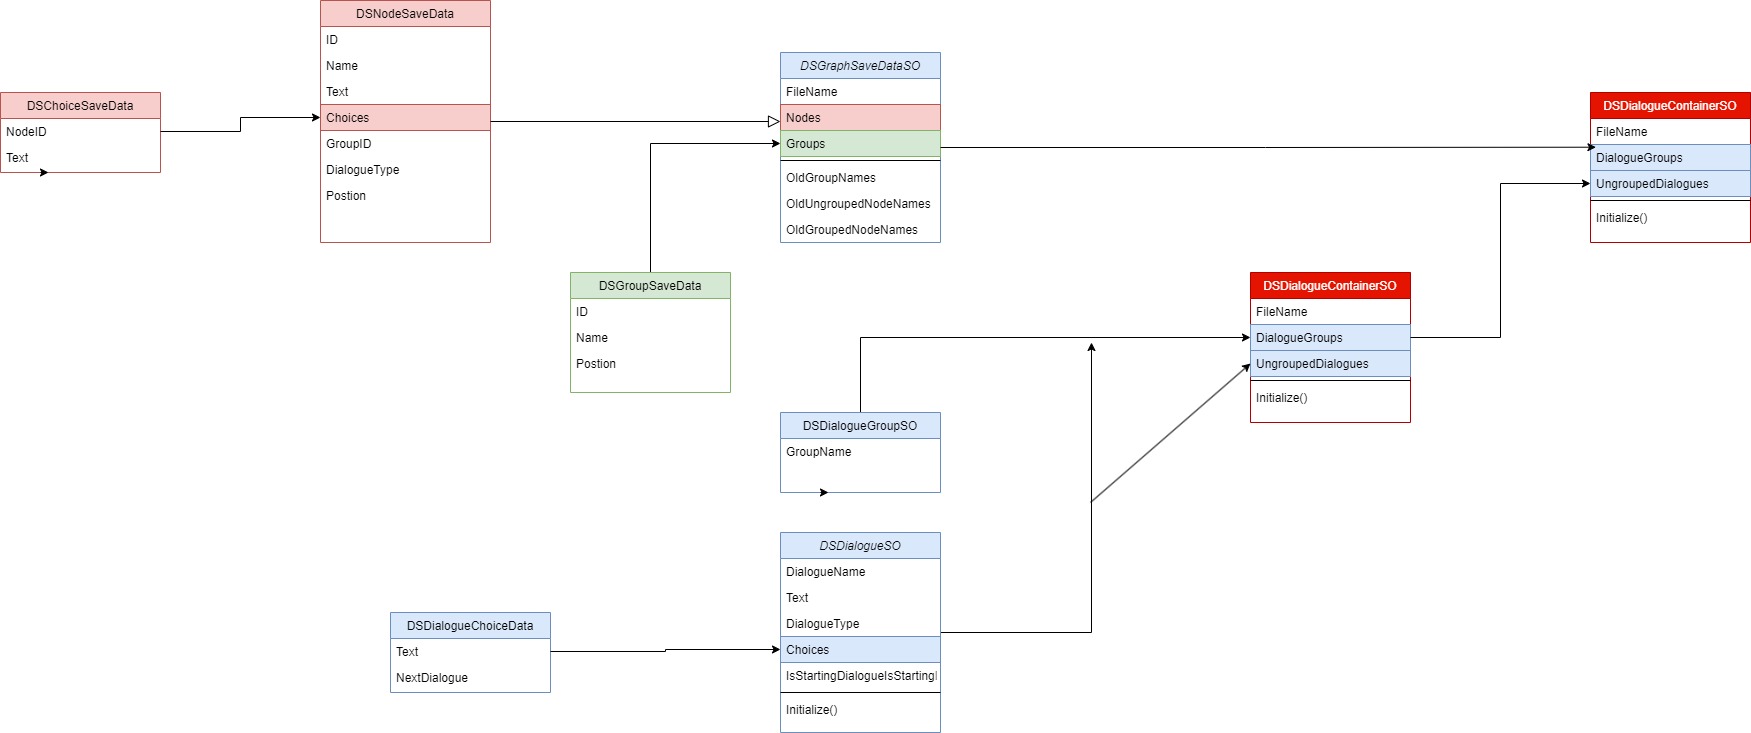 DSNodeSaveData
ID
Name
Text
Choices
GroupID
DialogueType
Postion
DSChoiceSaveData
NodeID
Text
DSGraphSaveDataSO
FileName
Nodes
Groups
OldGroupNames
OldUngroupedNodeNames
OldGroupedNodeNames
DSDialogueContainerSO
FileName
DialogueGroups
UngroupedDialogues
Initialize()
DSGroupSaveData
ID
Name
Postion
DSDialogueContainerSO
FileName
DialogueGroups
UngroupedDialogues
Initialize()
DSDialogueGroupSO
GroupName
DSDialogueSO
DialogueName
Text
DialogueType
Choices
IsStartingDialogueIsStarting
Initialize()
DSDialogueChoiceData
Text
NextDialogue